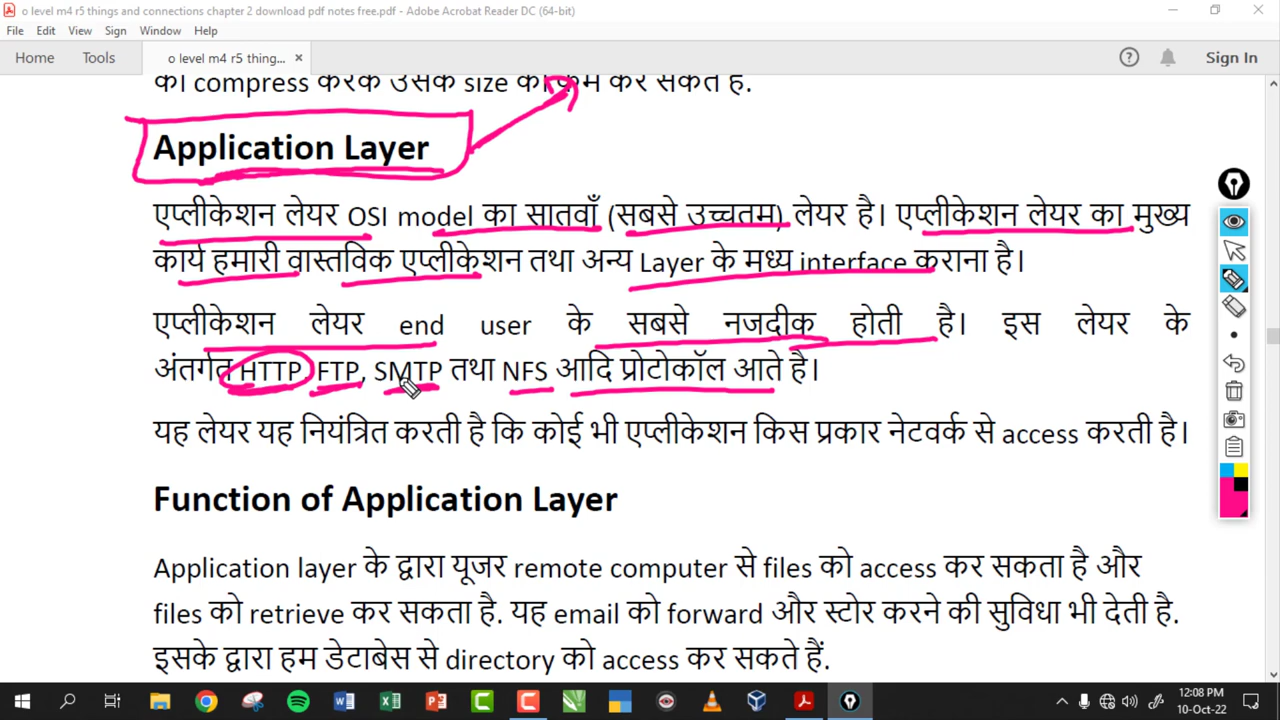 o level m4 r5 things and connections chapter 2 download pdf notes free.pdf - Adobe Acrobat Reader DC (64-bit)
File Edit View Sign Window Help
Home Tools o level m4 r5 thing... × Sign In
को compress करके उसके size को कम कर सकते है.
Application Layer
एप्लीकेशन लेयर OSI model का सातवाँ (सबसे उच्चतम) लेयर है। एप्लीकेशन लेयर का मुख्य
कार्य हमारी वास्तविक एप्लीकेशन तथा अन्य Layer के मध्य interface कराना है।
एप्लीकेशन लेयर end user के सबसे नजदीक होती है। इस लेयर के
अंतर्गत HTTP, FTP, SMTP तथा NFS आदि प्रोटोकॉल आते है।
यह लेयर यह नियंत्रित करती है कि कोई भी एप्लीकेशन किस प्रकार नेटवर्क से access करती है।
Function of Application Layer
Application layer के द्वारा यूजर remote computer से files को access कर सकता है और
files को retrieve कर सकता है. यह email को forward और स्टोर करने की सुविधा भी देती है.
इसके द्वारा हम डेटाबेस से directory को access कर सकते हैं.
12:08 PM
10-Oct-22